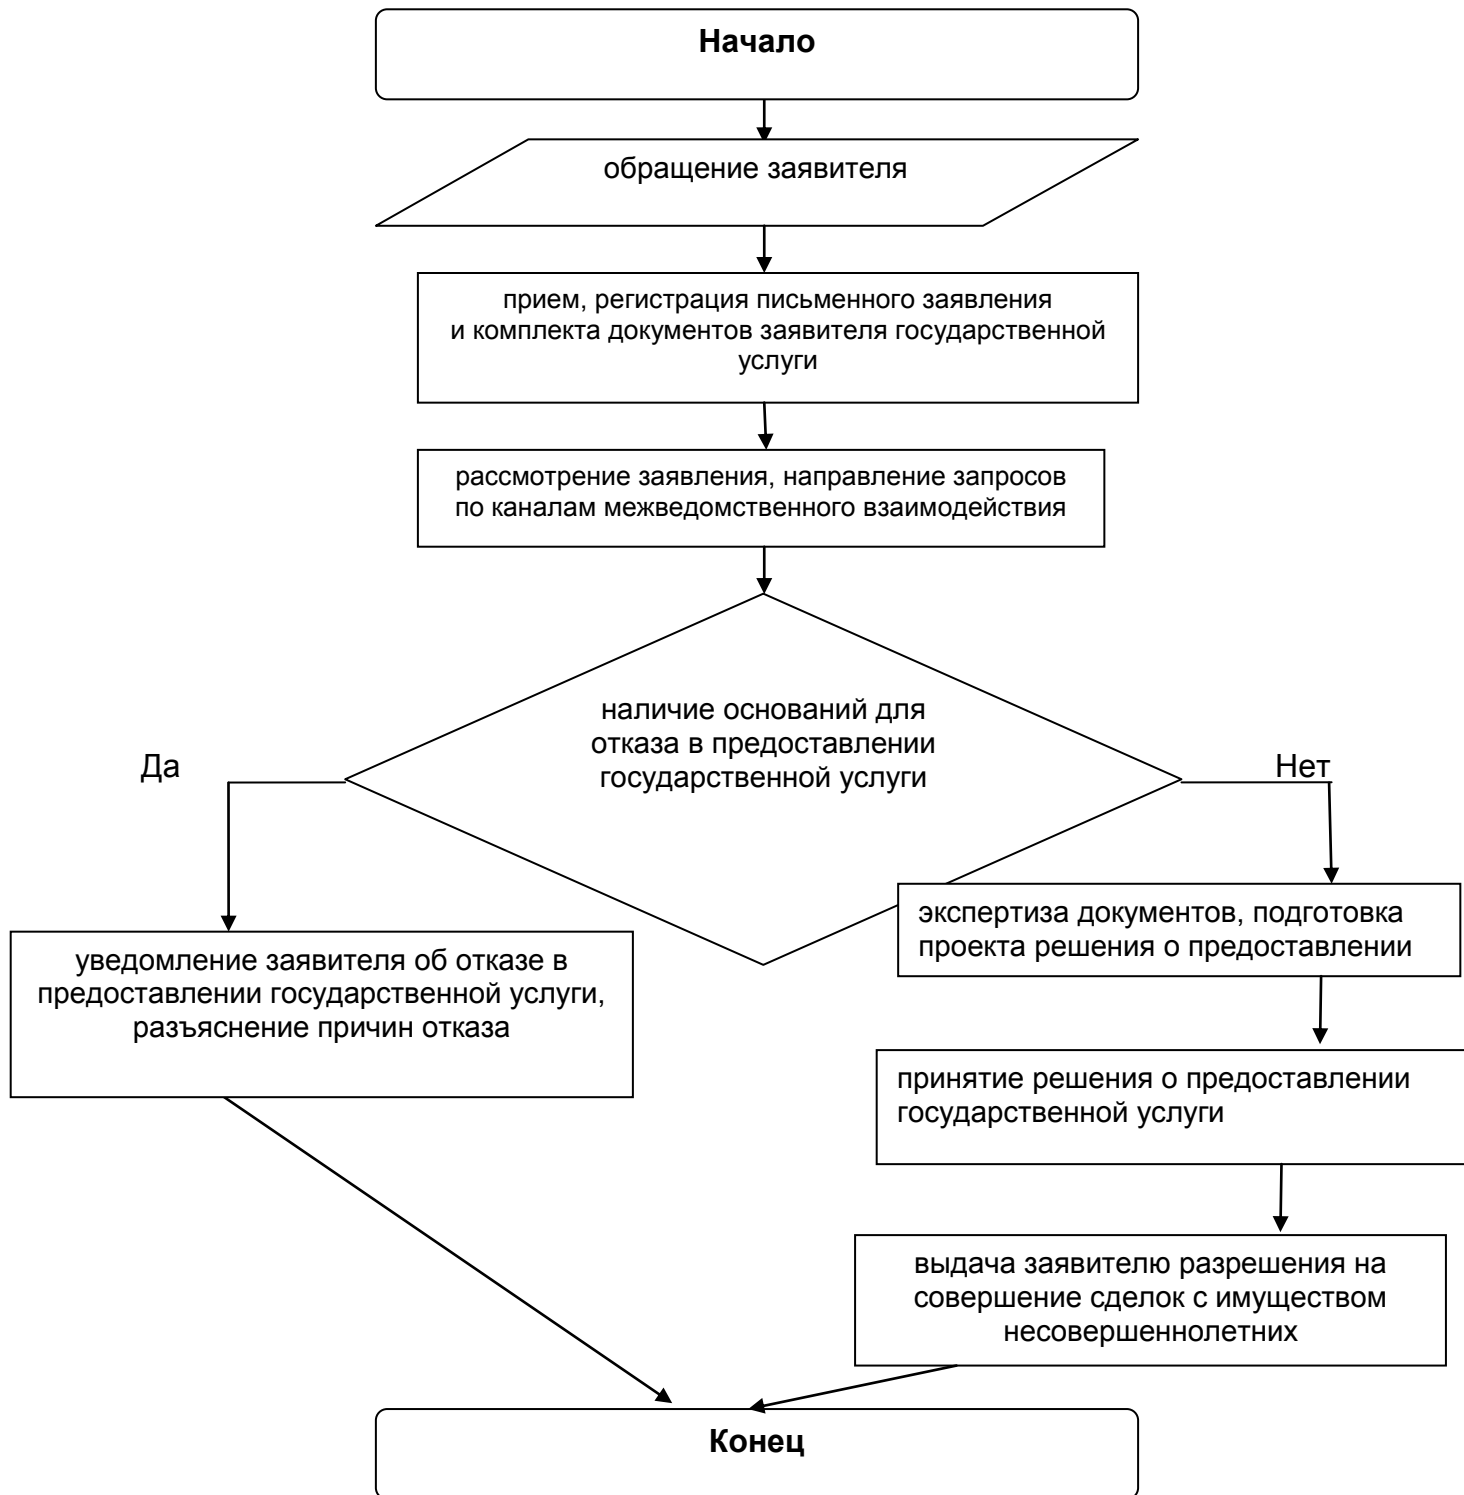 Начало
обращение заявителя
прием, регистрация письменного заявления
и комплекта документов заявителя государственной
услуги
рассмотрение заявления, направление запросов
по каналам межведомственного взаимодействия
наличие оснований для
отказа в предоставлении
государственной услуги
Да
Нет
уведомление заявителя об отказе в
предоставлении государственной услуги,
разъяснение причин отказа
экспертиза документов, подготовка
проекта решения о предоставлении
принятие решения о предоставлении
государственной услуги
выдача заявителю разрешения на
совершение сделок с имуществом
несовершеннолетних
Конец